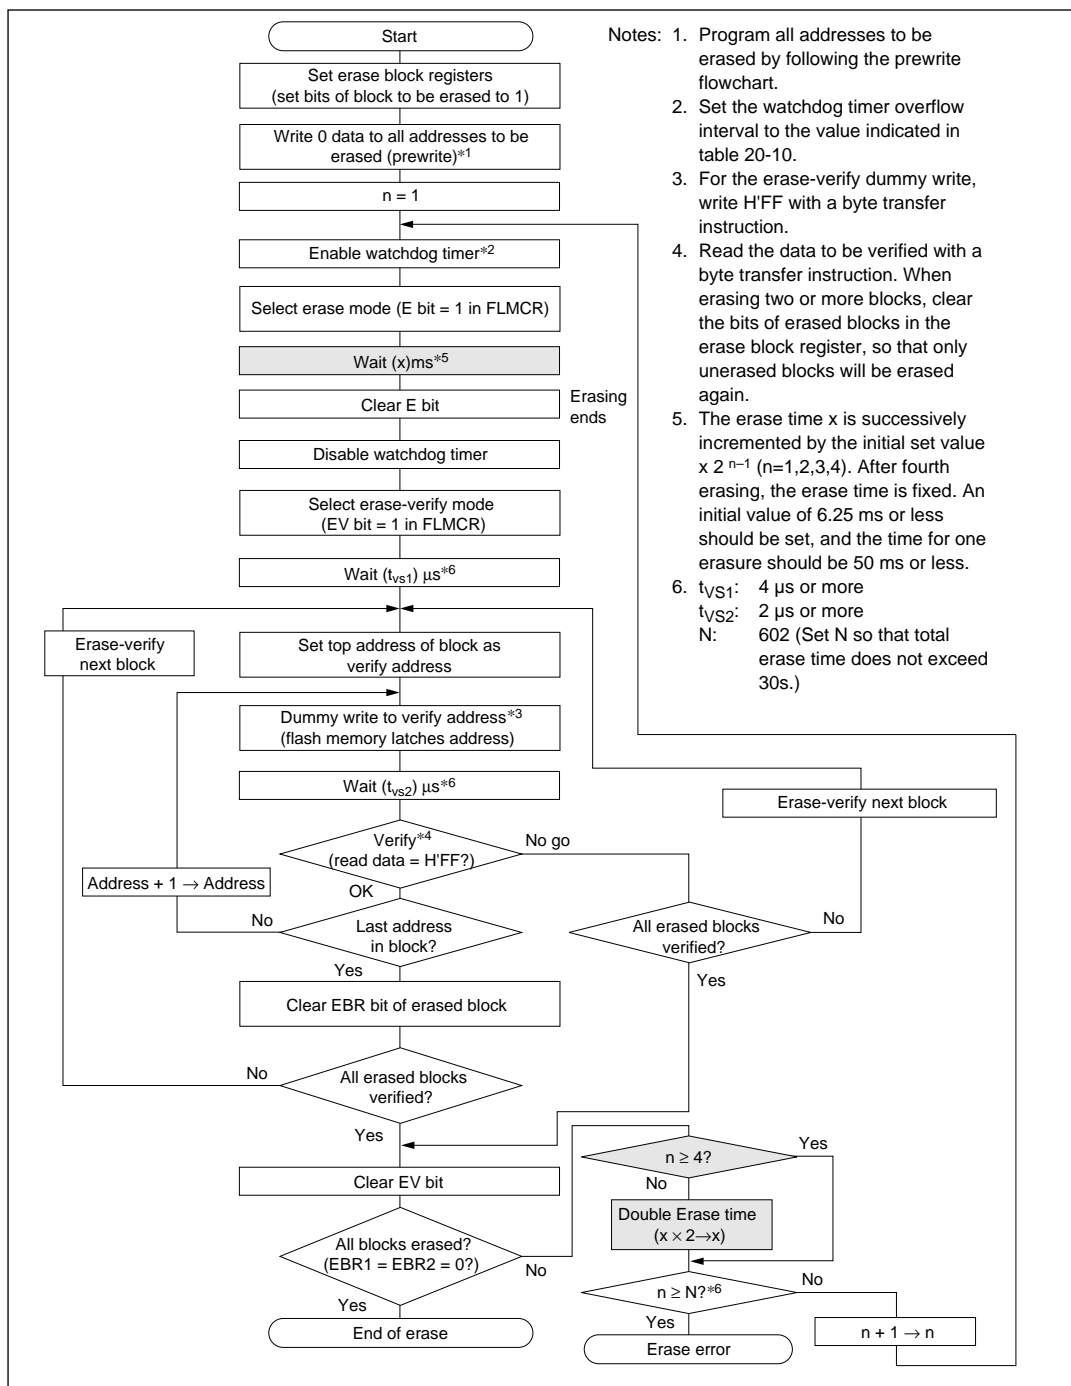 Start
Set erase block registers
(set bits of block to be erased to 1)
Write 0 data to all addresses to be
erased (prewrite)*1
n = 1
Enable watchdog timer*2
Select erase mode (E bit = 1 in FLMCR)
Wait (x)ms*5
Clear E bit
Erasing
ends
Disable watchdog timer
Select erase-verify mode
(EV bit = 1 in FLMCR)
Wait (tvs1) μs*6
Erase-verify
next block
Set top address of block as
verify address
Dummy write to verify address*3
(flash memory latches address)
Wait (tvs2) μs*6
Erase-verify next block
Verify*4
(read data = H'FF?)
No go
OK
Address + 1 → Address
No
Last address
in block?
Yes
All erased blocks
verified?
No
Yes
Clear EBR bit of erased block
No
All erased blocks
verified?
Yes
Clear EV bit
n ≥ 4?
Yes
No
Double Erase time
(x × 2→x)
All blocks erased?
(EBR1 = EBR2 = 0?)
No
Yes
End of erase
n ≥ N?*6
No
Yes
n + 1 → n
Erase error
Notes: 1. Program all addresses to be
erased by following the prewrite
flowchart.
2. Set the watchdog timer overflow
interval to the value indicated in
table 20-10.
3. For the erase-verify dummy write,
write H'FF with a byte transfer
instruction.
4. Read the data to be verified with a
byte transfer instruction. When
erasing two or more blocks, clear
the bits of erased blocks in the
erase block register, so that only
unerased blocks will be erased
again.
5. The erase time x is successively
incremented by the initial set value
x 2 n–1 (n=1,2,3,4). After fourth
erasing, the erase time is fixed. An
initial value of 6.25 ms or less
should be set, and the time for one
erasure should be 50 ms or less.
6. tVS1: 4 μs or more
tVS2: 2 μs or more
N: 602 (Set N so that total
erase time does not exceed
30s.)